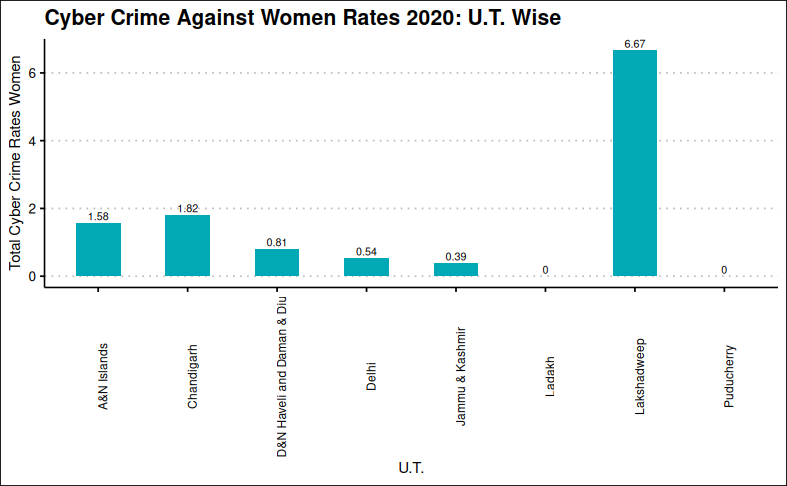 Cyber Crime Against Women Rates 2020: U.T. Wise
Total Cyber Crime Rates Women
6
4
2
0
1.58
1.82
0.81
0.54
0.39
0
6.67
0
A&N Islands
Chandigarh
D&N Haveli and Daman & Diu
Delhi
Jammu & Kashmir
Ladakh
Lakshadweep
Puducherry
U.T.